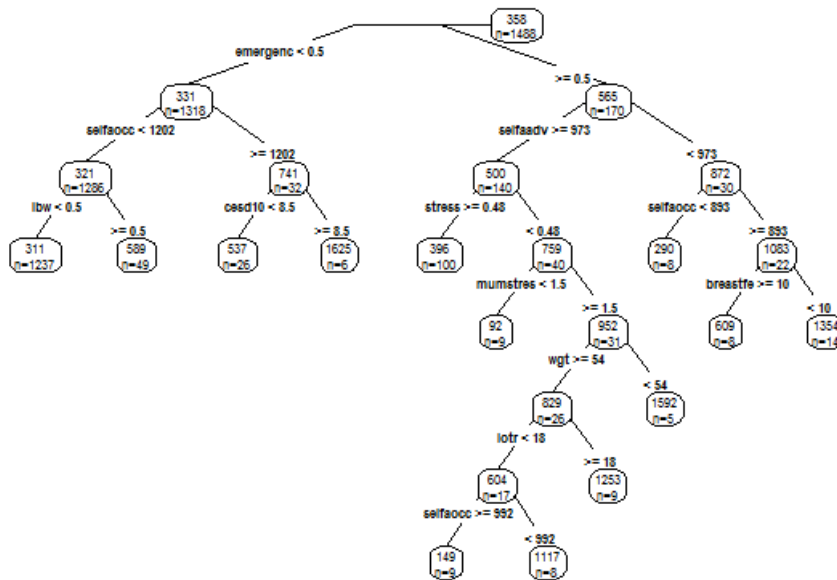 358
n=1488
emergenc < 0.5
>= 0.5
331
n=1318
565
n=170
selfaocc < 1202
>= 1202
selfaadv >= 973
< 973
321
n=1286
741
n=32
500
n=140
872
n=30
lbw < 0.5
>= 0.5
cesd10 < 8.5
>= 8.5
stress >= 0.48
< 0.48
selfaocc < 893
>= 893
311
n=1237
589
n=49
537
n=26
1625
n=6
396
n=100
759
n=40
290
n=8
1083
n=22
mumstres < 1.5
>= 1.5
breastfe >= 10
< 10
92
n=9
952
n=31
609
n=8
1354
n=14
wgt >= 54
< 54
829
n=26
1592
n=5
lotr < 18
>= 18
604
n=17
1253
n=9
selfaocc >= 992
< 992
149
n=9
1117
n=8